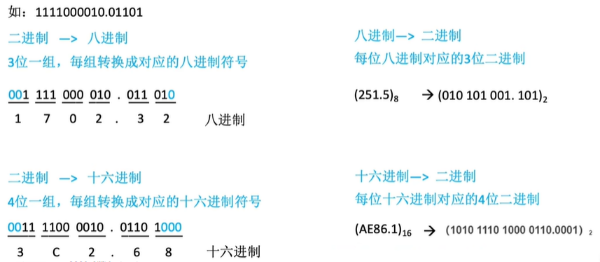 如：1111000010.01101
二进制 —> 八进制
3位一组，每组转换成对应的八进制符号
001 111 000 010 . 011 010
1 7 0 2 . 3 2 八进制
二进制 —> 十六进制
4位一组，每组转换成对应的十六进制符号
0011 1100 0010 . 0110 1000
3 C 2 . 6 8 十六进制
八进制—> 二进制
每位八进制对应的3位二进制
(251.5)₈ → (010 101 001. 101)₂
十六进制—> 二进制
每位十六进制对应的4位二进制
(AE86.1)₁₆ → (1010 1110 1000 0110.0001) ₂